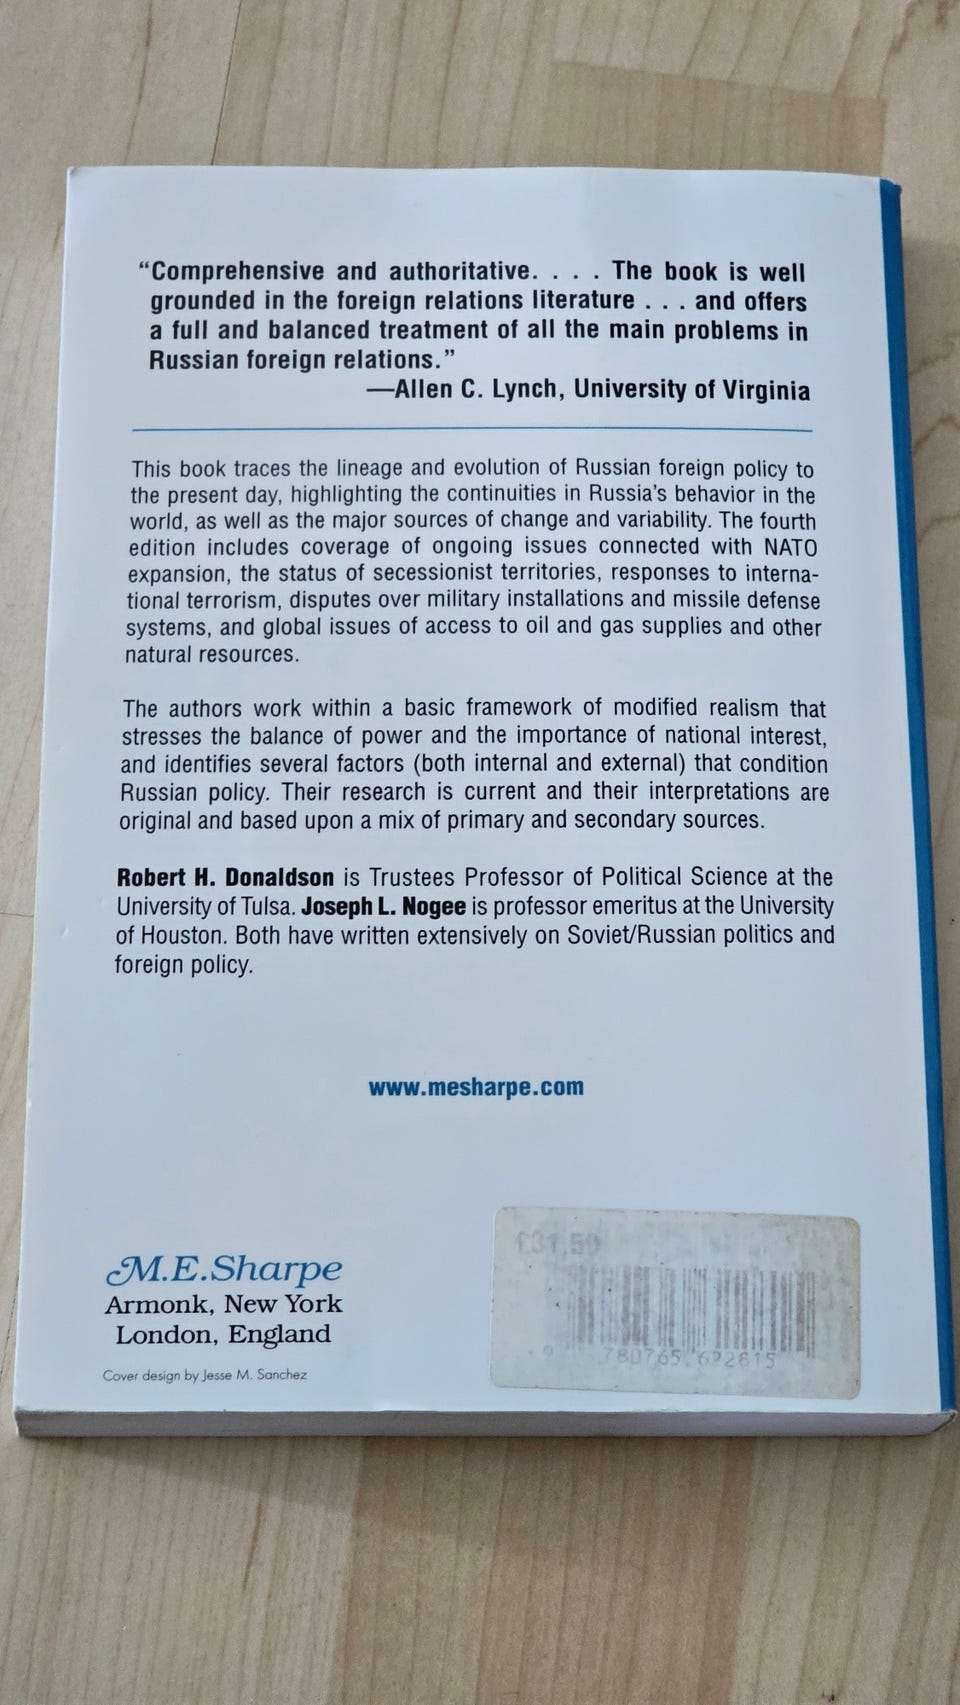 “Comprehensive and authoritative. . . . The book is well
grounded in the foreign relations literature . . . and offers
a full and balanced treatment of all the main problems in
Russian foreign relations.”
—Allen C. Lynch, University of Virginia
This book traces the lineage and evolution of Russian foreign policy to
the present day, highlighting the continuities in Russia’s behavior in the
world, as well as the major sources of change and variability. The fourth
edition includes coverage of ongoing issues connected with NATO
expansion, the status of secessionist territories, responses to interna-
tional terrorism, disputes over military installations and missile defense
systems, and global issues of access to oil and gas supplies and other
natural resources.
The authors work within a basic framework of modified realism that
stresses the balance of power and the importance of national interest,
and identifies several factors (both internal and external) that condition
Russian policy. Their research is current and their interpretations are
original and based upon a mix of primary and secondary sources.
Robert H. Donaldson is Trustees Professor of Political Science at the
University of Tulsa. Joseph L. Nogee is professor emeritus at the University
of Houston. Both have written extensively on Soviet/Russian politics and
foreign policy.
www.mesharpe.com
M.E.Sharpe
Armonk, New York
London, England
Cover design by Jesse M. Sanchez
£31.50
9 780765 622815